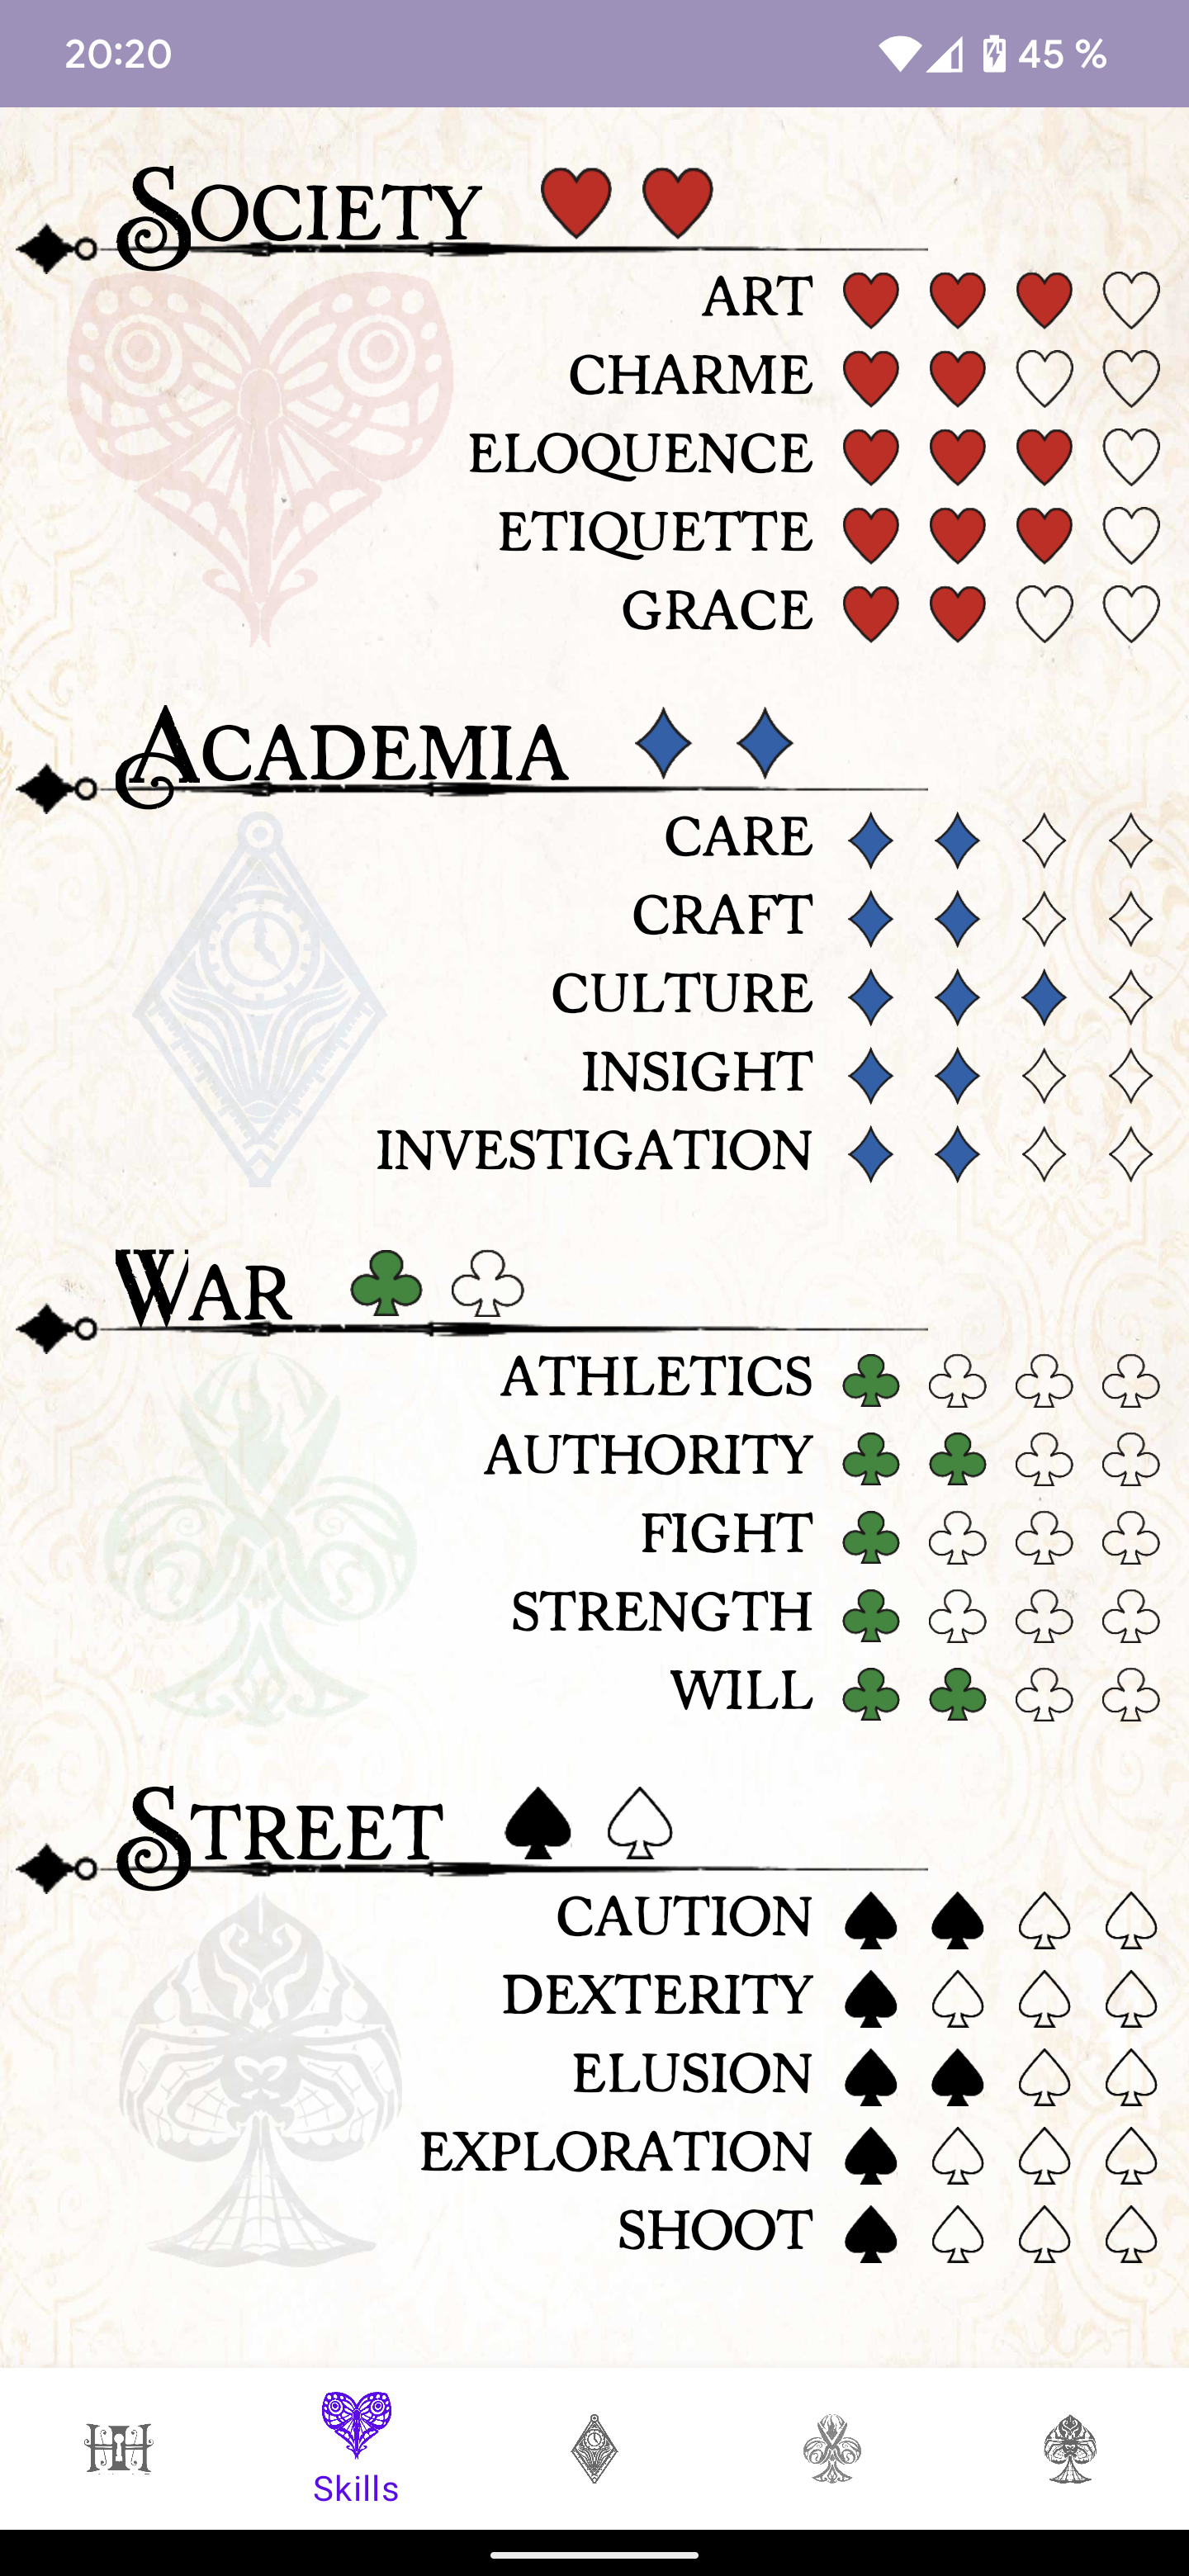 20:20 45 %
SOCIETY
ART
CHARME
ELOQUENCE
ETIQUETTE
GRACE
ACADEMIA
CARE
CRAFT
CULTURE
INSIGHT
INVESTIGATION
WAR
ATHLETICS
AUTHORITY
FIGHT
STRENGTH
WILL
STREET
CAUTION
DEXTERITY
ELUSION
EXPLORATION
SHOOT
Skills